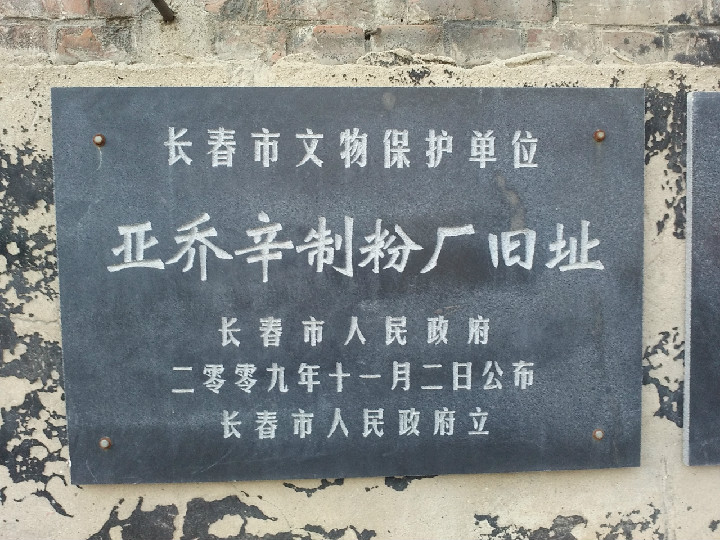 长春市文物保护单位
亚乔辛制粉厂旧址
长春市人民政府
二零零九年十一月二日公布
长春市人民政府立